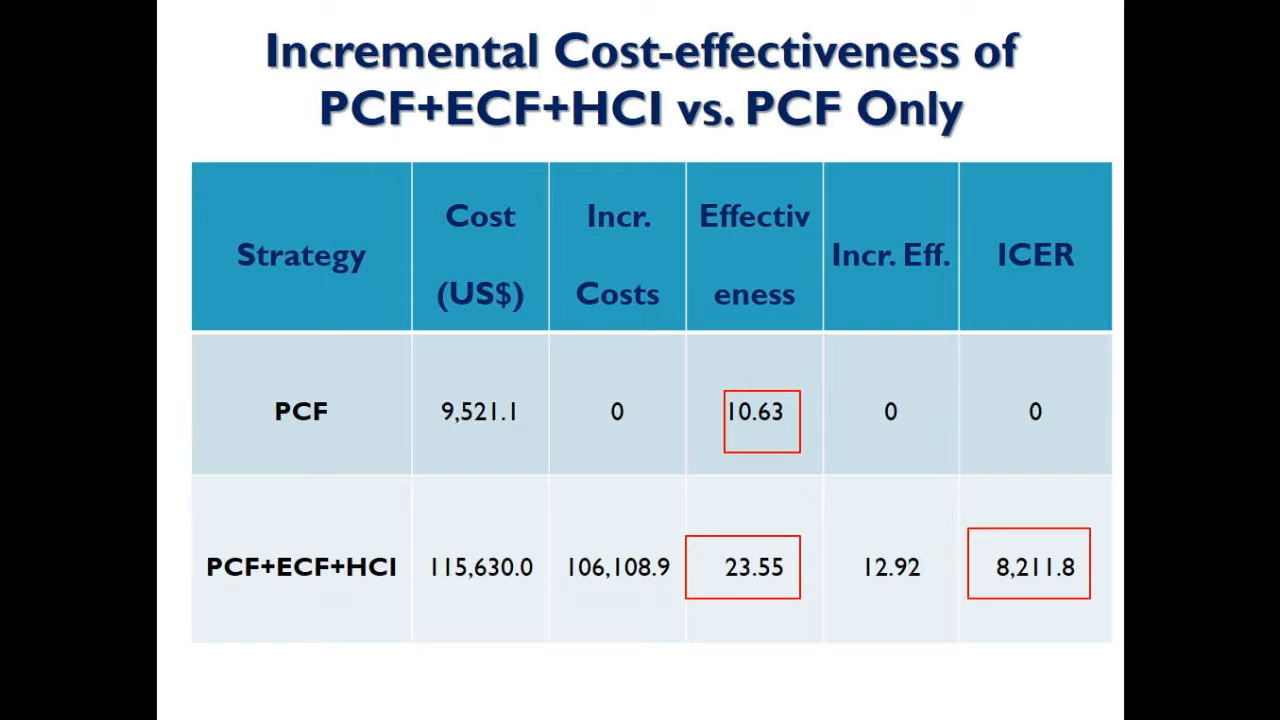 Incremental Cost-effectiveness of
PCF+ECF+HCI vs. PCF Only
Strategy
Cost
(US$)
Incr.
Costs
Effectiv
eness
Incr. Eff.
ICER
PCF 9,521.1 0 10.63 0 0
PCF+ECF+HCI 115,630.0 106,108.9 23.55 12.92 8,211.8